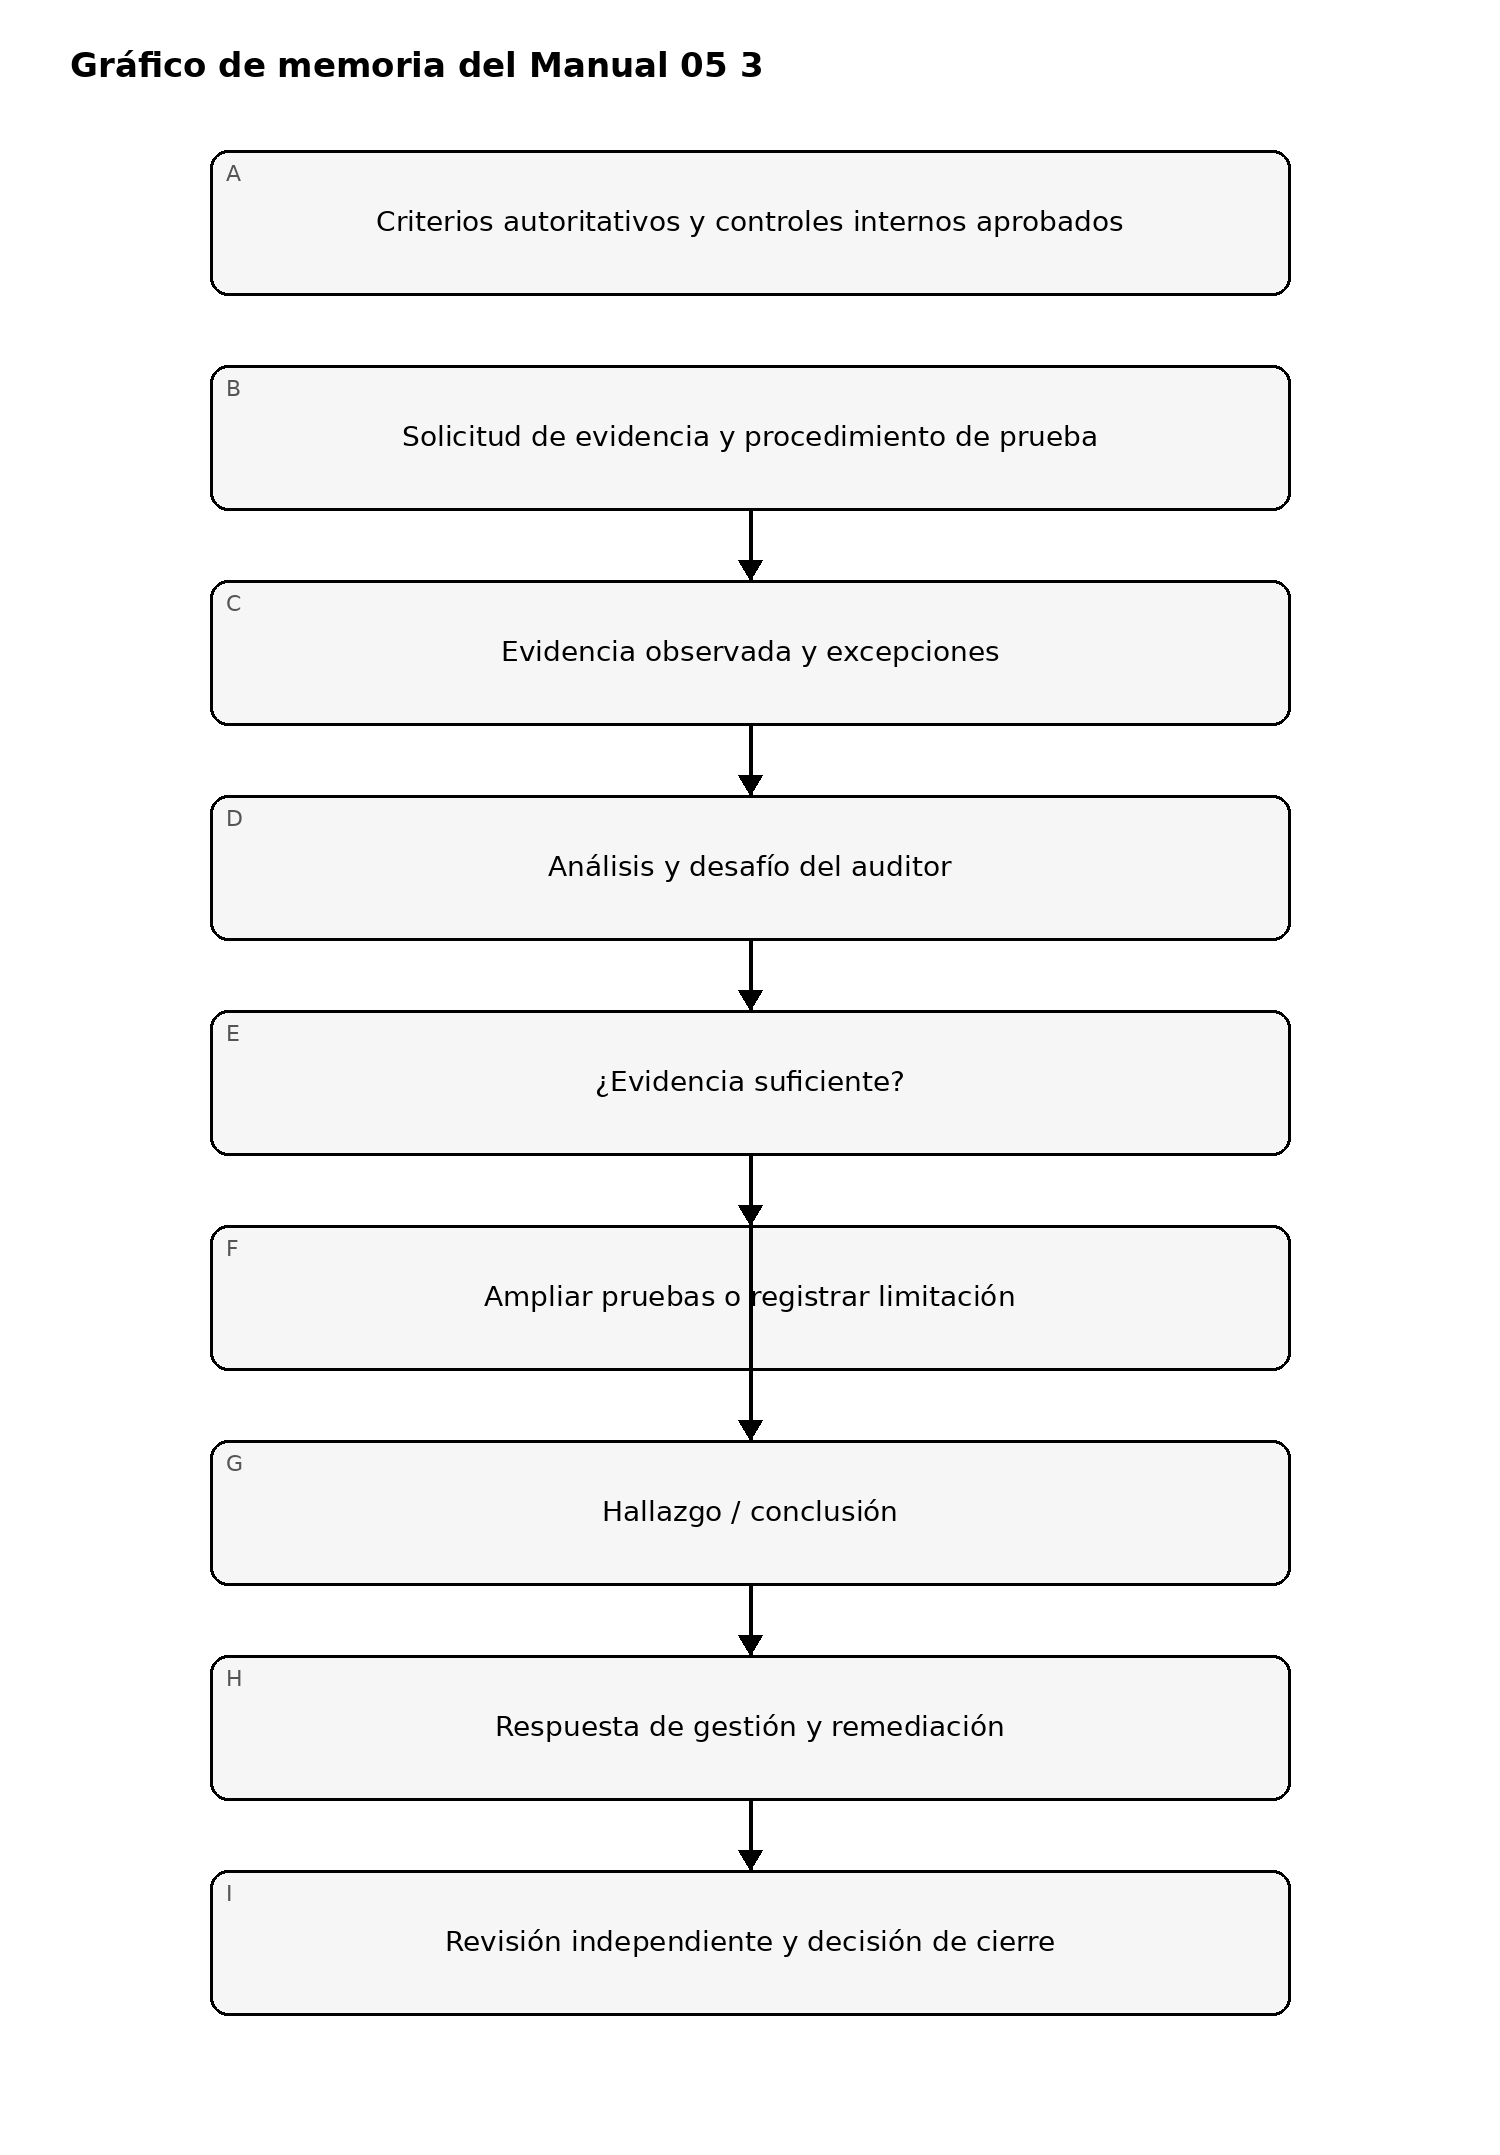 Gráfico de memoria del Manual 05 3
A
Criterios autoritativos y controles internos aprobados
B
Solicitud de evidencia y procedimiento de prueba
C
Evidencia observada y excepciones
D
Análisis y desafío del auditor
E
¿Evidencia suficiente?
F
Ampliar pruebas o registrar limitación
G
Hallazgo / conclusión
H
Respuesta de gestión y remediación
I
Revisión independiente y decisión de cierre